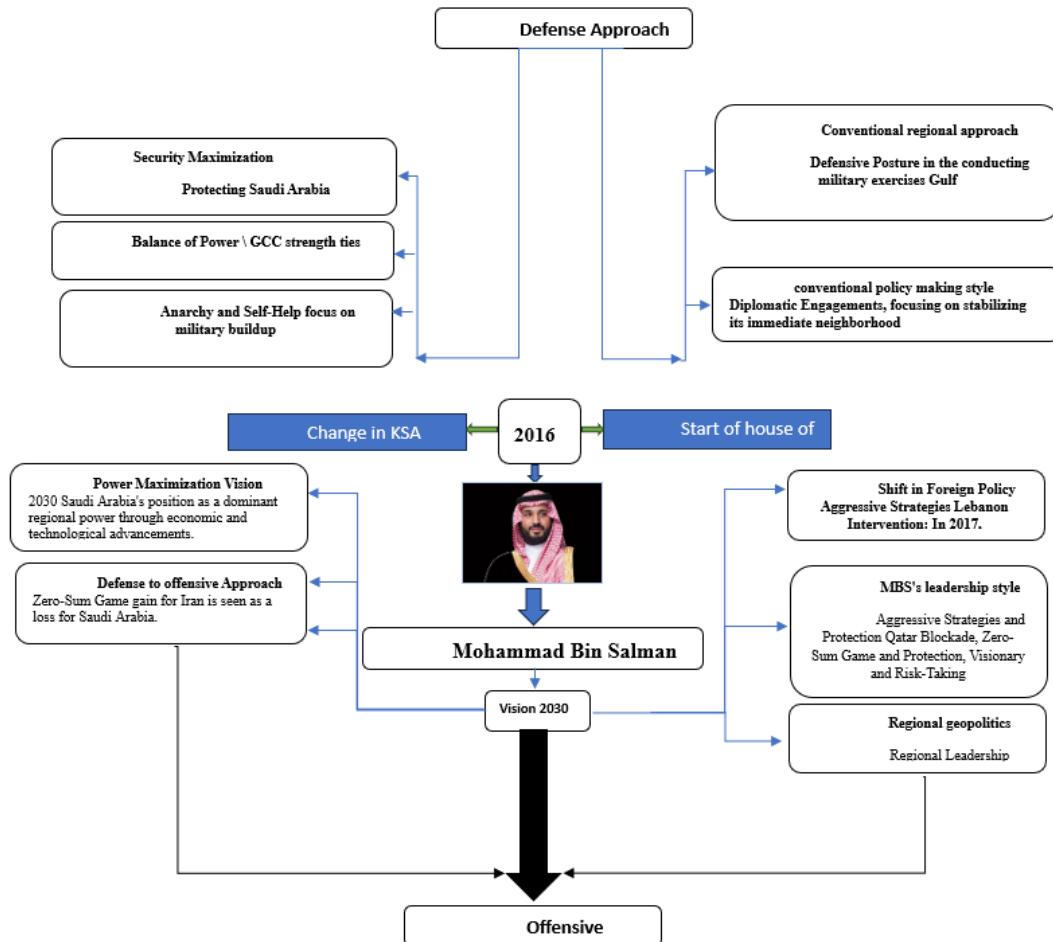 Defense Approach
Security Maximization
Protecting Saudi Arabia
Balance of Power \ GCC strength ties
Anarchy and Self-Help focus on
military buildup
Conventional regional approach
Defensive Posture in the conducting
military exercises Gulf
conventional policy making style
Diplomatic Engagements, focusing on stabilizing
its immediate neighborhood
Change in KSA
2016
Start of house of
Power Maximization Vision
2030 Saudi Arabia's position as a dominant
regional power through economic and
technological advancements.
Defense to offensive Approach
Zero-Sum Game gain for Iran is seen as a
loss for Saudi Arabia.
Mohammad Bin Salman
Vision 2030
Shift in Foreign Policy
Aggressive Strategies Lebanon
Intervention: In 2017.
MBS's leadership style
Aggressive Strategies and
Protection Qatar Blockade, Zero-
Sum Game and Protection, Visionary
and Risk-Taking
Regional geopolitics
Regional Leadership
Offensive